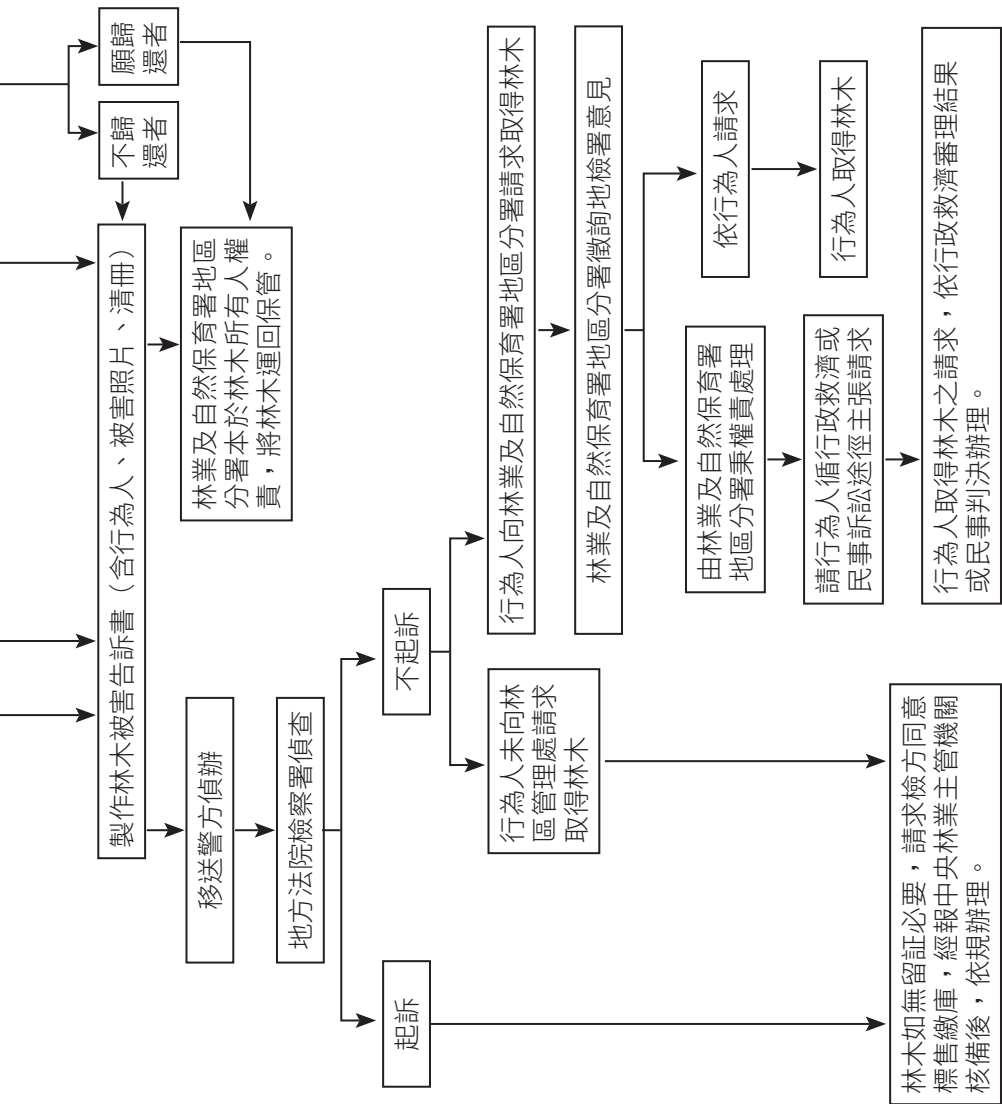 願歸
還者
不歸
還者
製作林木被害告訴書（含行為人、被害照片、清冊）
林業及自然保育署地區
分署本於林木所有人權
責，將林木運回保管。
移送警方偵辦
地方法院檢察署偵查
不起訴
起訴
行為人向林業及自然保育署地區分署請求取得林木
行為人未向林
區管理處請求
取得林木
林業及自然保育署地區分署徵詢地檢署意見
依行為人請求
由林業及自然保育署
地區分署秉權責處理
行為人取得林木
請行為人循行政救濟或
民事訴訟途徑主張請求
行為人取得林木之請求，依行政救濟審理結果
或民事判決辦理。
林木如無留証必要，請求檢方同意
標售繳庫，經報中央林業主管機關
核備後，依規辦理。